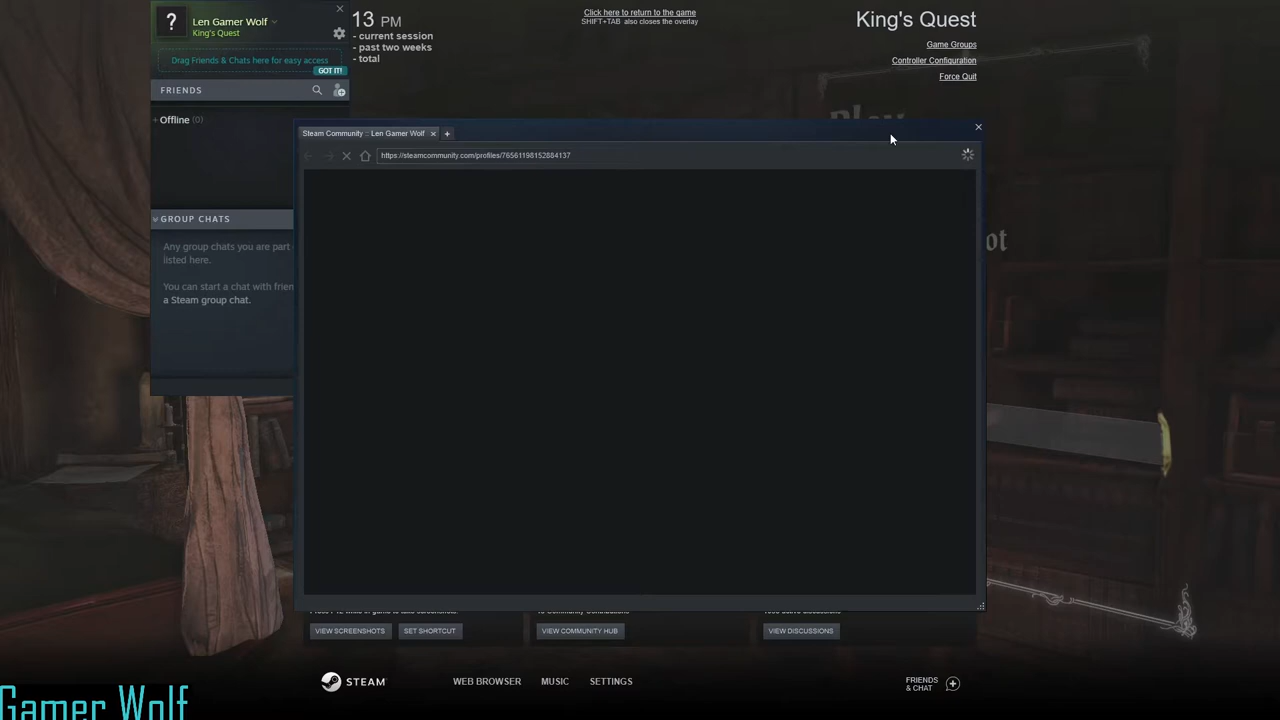 ?
Len Gamer Wolf
King's Quest
Drag Friends & Chats here for easy access
GOT IT!
FRIENDS
Offline (0)
GROUP CHATS
Any group chats you are part
listed here.
You can start a chat with frien
a Steam group chat.
13 PM
- current session
- past two weeks
- total
Click here to return to the game
SHIFT+TAB also closes the overlay
King's Quest
Game Groups
Controller Configuration
Force Quit
Play
ot
Steam Community :: Len Gamer Wolf
https://steamcommunity.com/profiles/76561198152884137
VIEW SCREENSHOTS
SET SHORTCUT
VIEW COMMUNITY HUB
VIEW DISCUSSIONS
STEAM
WEB BROWSER
MUSIC
SETTINGS
FRIENDS
& CHAT
Gamer Wolf